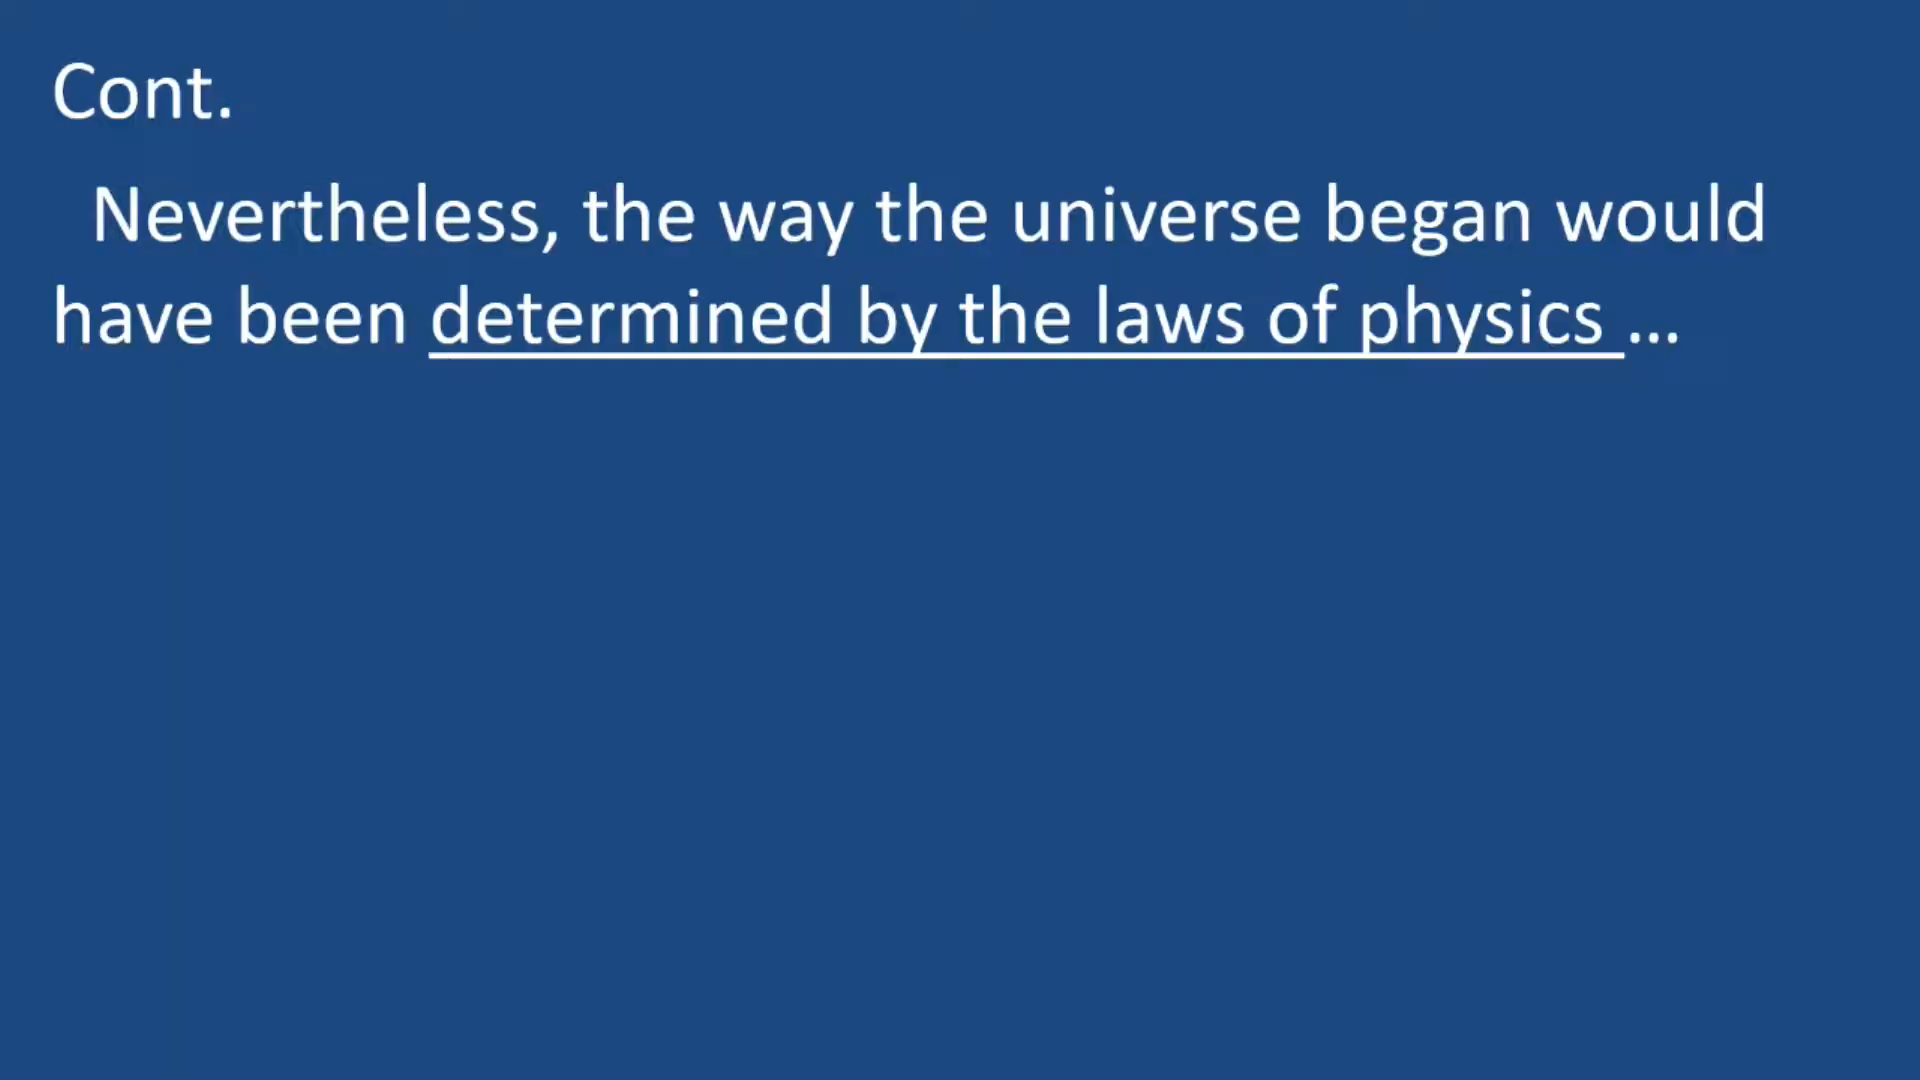 Cont.
Nevertheless, the way the universe began would
have been determined by the laws of physics ...